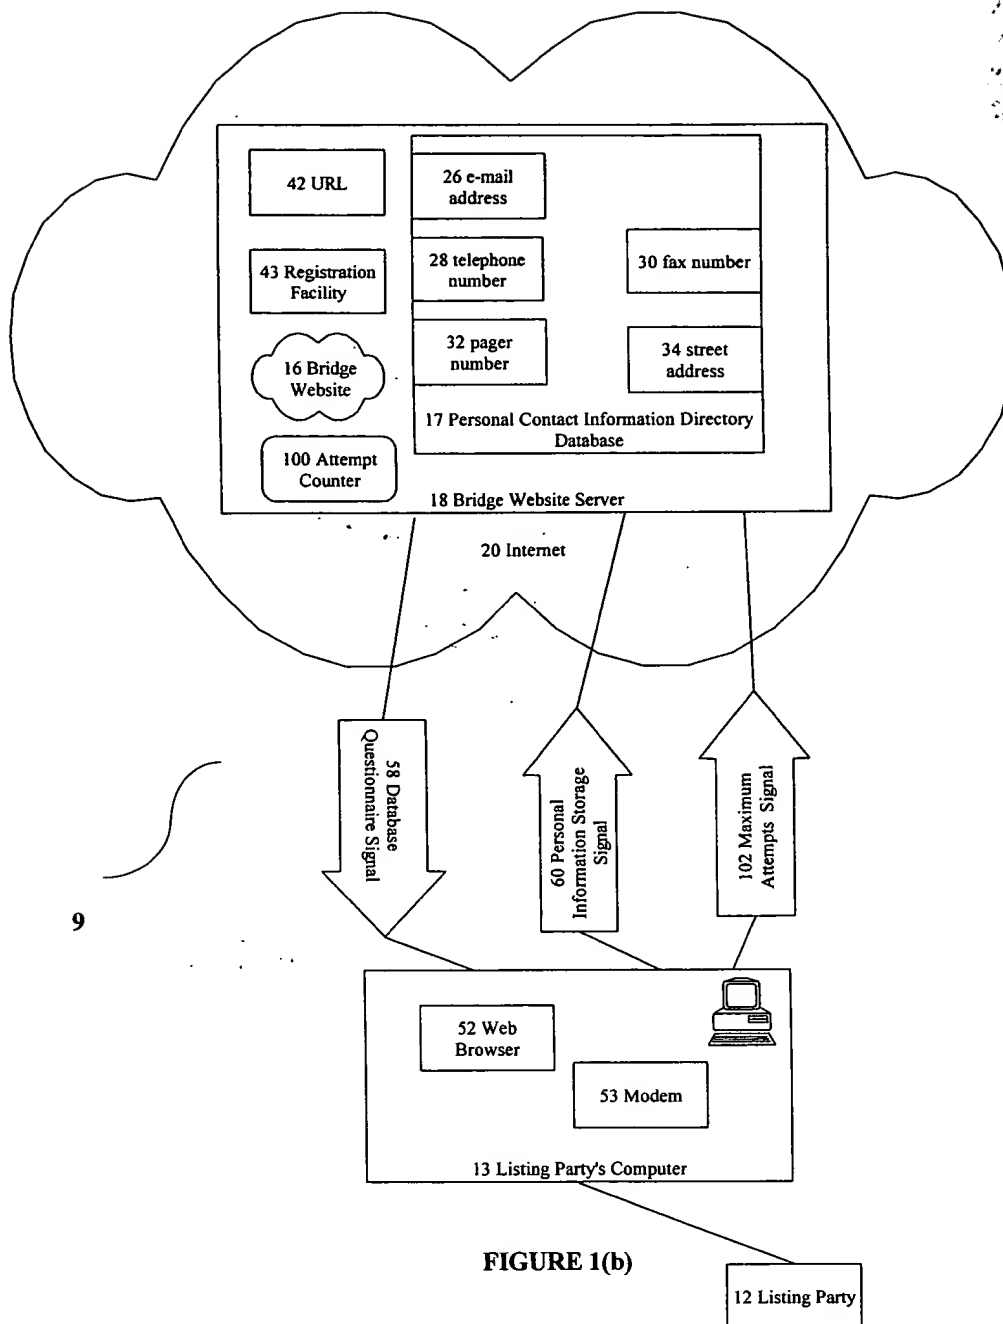 42 URL
26 e-mail
address
43 Registration
Facility
28 telephone
number
30 fax number
16 Bridge
Website
32 pager
number
34 street
address
17 Personal Contact Information Directory
Database
100 Attempt
Counter
18 Bridge Website Server
20 Internet
58 Database
Questionnaire Signal
60 Personal
Information Storage
Signal
102 Maximum
Attempts Signal
9
52 Web
Browser
53 Modem
13 Listing Party's Computer
FIGURE 1(b)
12 Listing Party